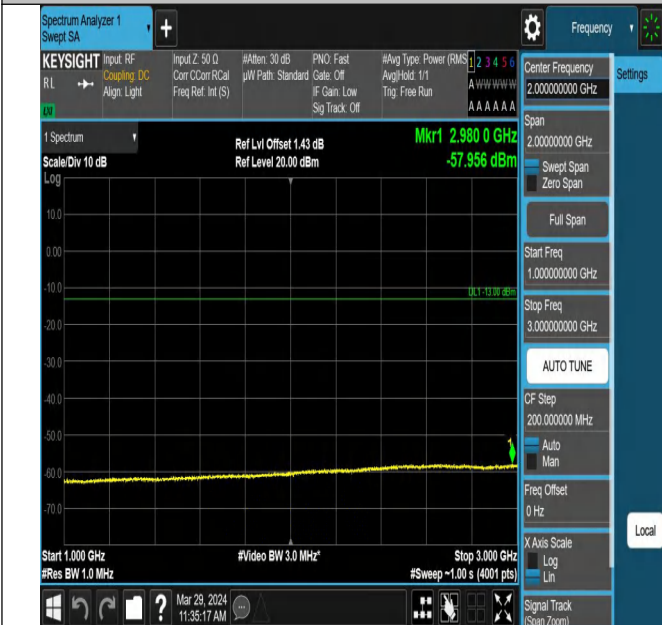 Spectrum Analyzer 1
Swept SA
Frequency
KEYSIGHT
RL
Input: RF
Coupling: DC
Align: Light
Input Z: 50 Ω
Corr CCorr RCal
Freq Ref: Int (S)
#Atten: 30 dB
µW Path: Standard
PNO: Fast
Gate: Off
IF Gain: Low
Sig Track: Off
#Avg Type: Power (RMS
Avg|Hold: 1/1
Trig: Free Run
1 2 3 4 5 6
A W W W W W
A A A A A A
1 Spectrum
Scale/Div 10 dB
Log
Ref Lvl Offset 1.43 dB
Ref Level 20.00 dBm
Mkr1 2.980 0 GHz
-57.956 dBm
10.0
0.00
-10.0
DL1 -13.00 dBm
-20.0
-30.0
-40.0
-50.0
1
-60.0
-70.0
Start 1.000 GHz
#Res BW 1.0 MHz
#Video BW 3.0 MHz*
Stop 3.000 GHz
#Sweep ~1.00 s (4001 pts)
Center Frequency
2.000000000 GHz
Settings
Span
2.00000000 GHz
Swept Span
Zero Span
Full Span
Start Freq
1.000000000 GHz
Stop Freq
3.000000000 GHz
AUTO TUNE
CF Step
200.000000 MHz
Auto
Man
Freq Offset
0 Hz
X Axis Scale
Log
Lin
Local
Signal Track
(Span Zoom)
?
Mar 29, 2024
11:35:17 AM